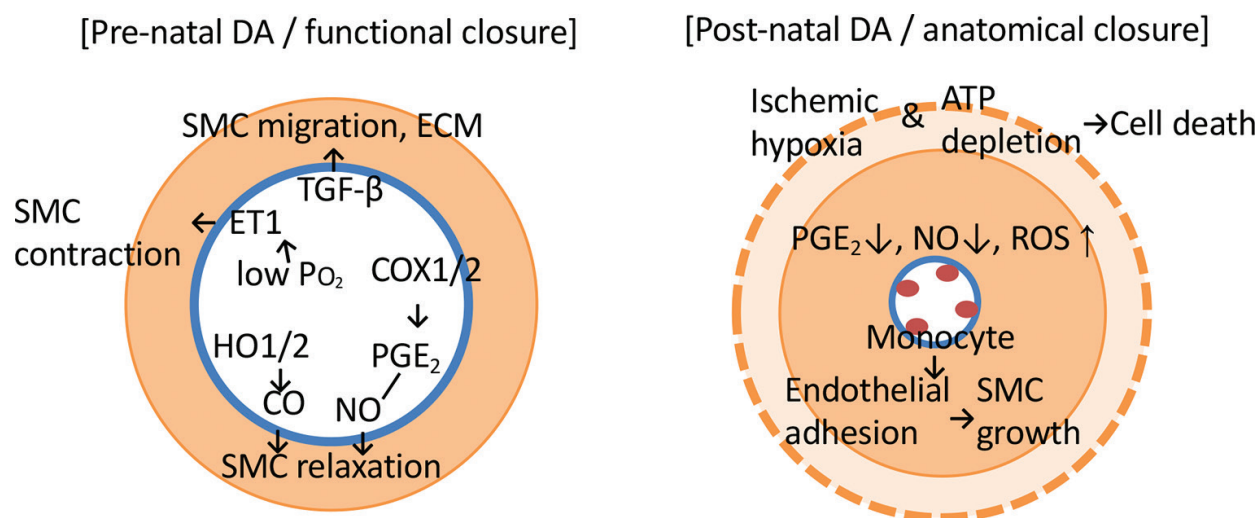 [Pre-natal DA / functional closure]
SMC migration, ECM
↑
TGF-β
SMC
contraction
← ET1
↑
low PO₂
COX1/2
↓
PGE₂
HO1/2
↓
CO
NO
↓ ↓
SMC relaxation
[Post-natal DA / anatomical closure]
Ischemic
hypoxia
&
ATP
depletion
→Cell death
PGE₂↓, NO↓, ROS ↑
Monocyte
↓
Endothelial
adhesion
→
SMC
growth